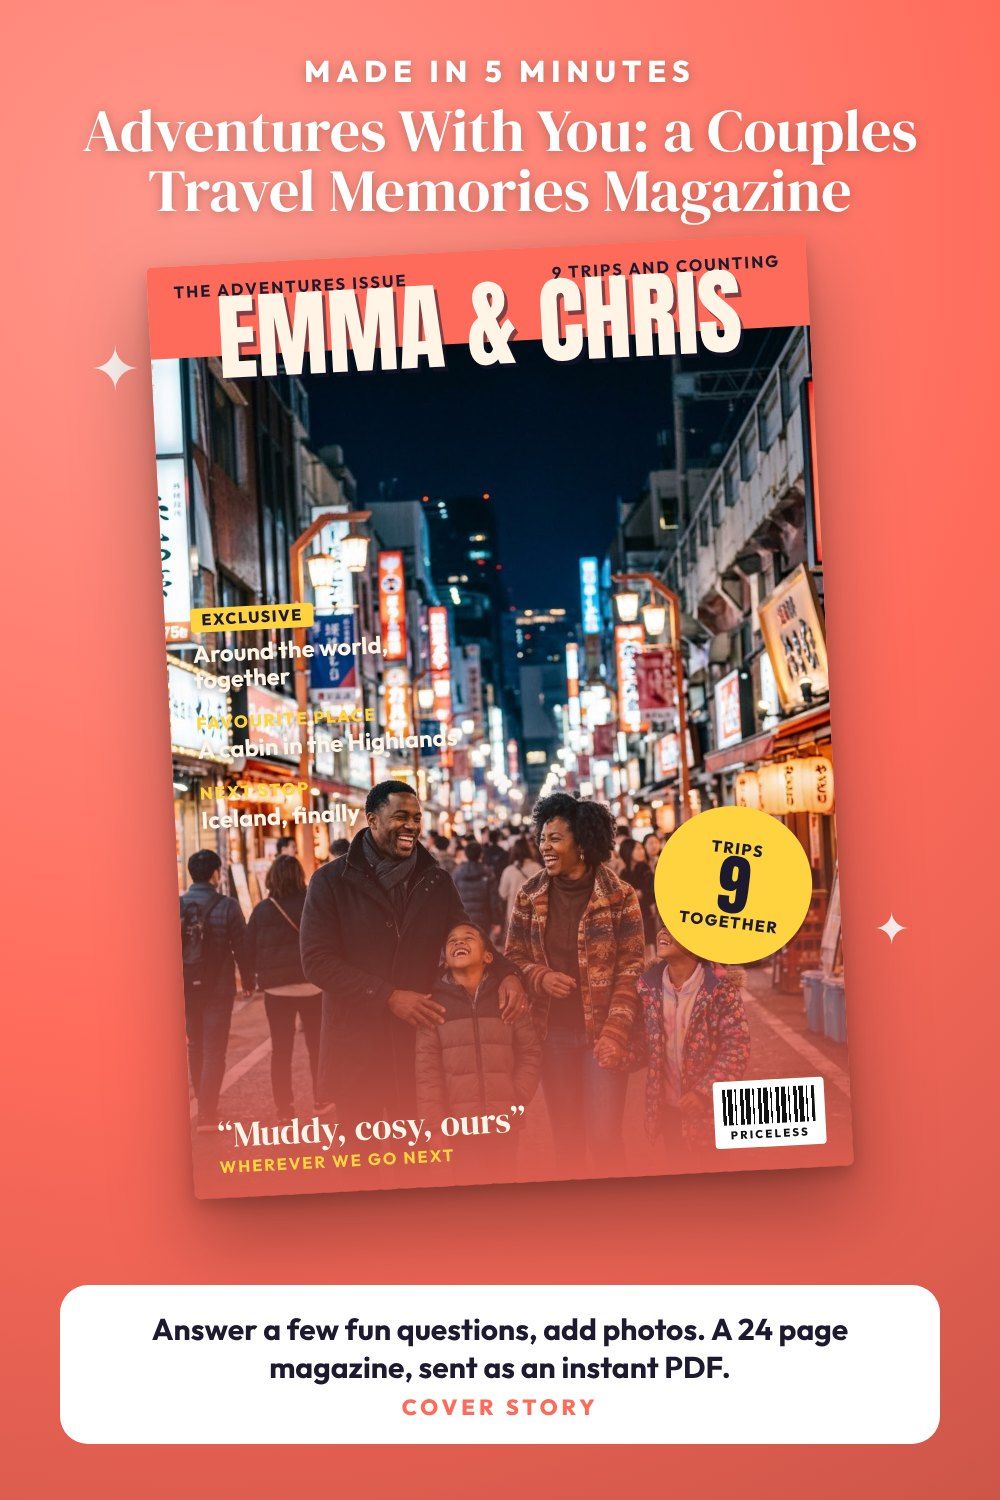 MADE IN 5 MINUTES
Adventures With You: a Couples
Travel Memories Magazine
THE ADVENTURES ISSUE
9 TRIPS AND COUNTING
EMMA & CHRIS
EXCLUSIVE
Around the world,
together
FAVOURITE PLACE
A cabin in the Highlands
NEXT STOP
Iceland, finally
TRIPS
9
TOGETHER
“Muddy, cosy, ours”
WHEREVER WE GO NEXT
PRICELESS
Answer a few fun questions, add photos. A 24 page
magazine, sent as an instant PDF.
COVER STORY